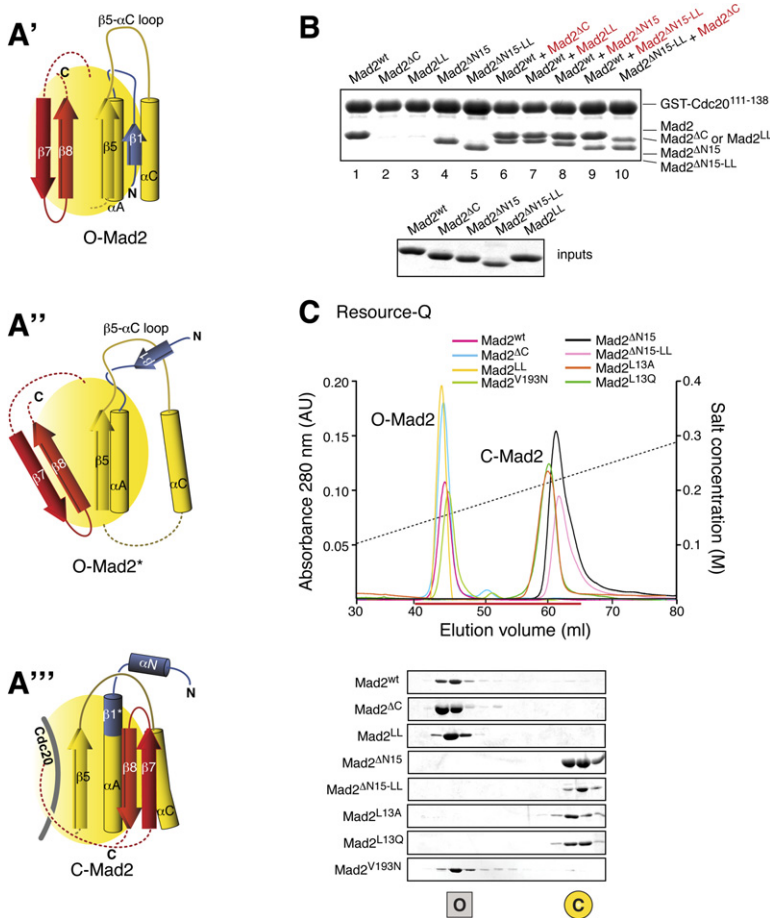 A'
β5-αC loop
C
β7
β8
β5
β1
αC
N
αA
O-Mad2
A''
β5-αC loop
N
β1
C
β7
β8
β5
αA
αC
O-Mad2*
A'''
αN
N
Cdc20
β1*
β5
αA
β8
β7
αC
C
C-Mad2
B
Mad2wt
Mad2ΔC
Mad2LL
Mad2ΔN15
Mad2ΔN15-LL
Mad2wt + Mad2ΔC
Mad2wt + Mad2LL
Mad2wt + Mad2ΔN15
Mad2wt + Mad2ΔN15-LL
Mad2ΔN15-LL + Mad2ΔC
GST-Cdc20111-138
Mad2
Mad2ΔC or Mad2LL
Mad2ΔN15
Mad2ΔN15-LL
1 2 3 4 5 6 7 8 9 10
Mad2wt
Mad2ΔC
Mad2ΔN15
Mad2ΔN15-LL
Mad2LL
inputs
C Resource-Q
Mad2wt
Mad2ΔC
Mad2LL
Mad2V193N
Mad2ΔN15
Mad2ΔN15-LL
Mad2L13A
Mad2L13Q
O-Mad2
C-Mad2
Absorbance 280 nm (AU)
0.20
0.15
0.10
0.05
Salt concentration (M)
0.4
0.3
0.2
0.1
30 40 50 60 70 80
Elution volume (ml)
Mad2wt
Mad2ΔC
Mad2LL
Mad2ΔN15
Mad2ΔN15-LL
Mad2L13A
Mad2L13Q
Mad2V193N
O C